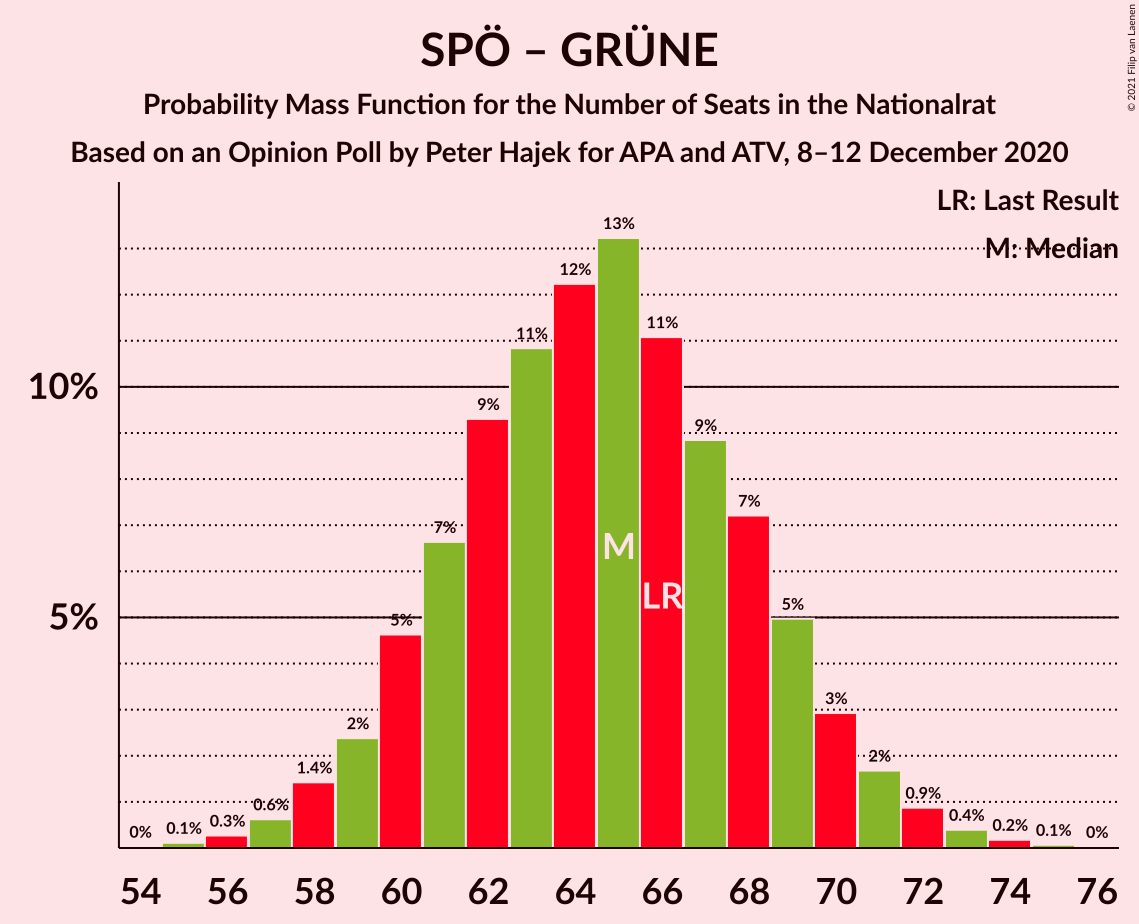 SPÖ – GRÜNE
Probability Mass Function for the Number of Seats in the Nationalrat
Based on an Opinion Poll by Peter Hajek for APA and ATV, 8–12 December 2020
© 2021 Filip van Laenen
LR: Last Result
M: Median
10%
5%
0% 0.1% 0.3% 0.6% 1.4% 2% 5% 7% 9% 11% 12% 13% 11% 9% 7% 5% 3% 2% 0.9% 0.4% 0.2% 0.1% 0%
M
LR
54 56 58 60 62 64 66 68 70 72 74 76